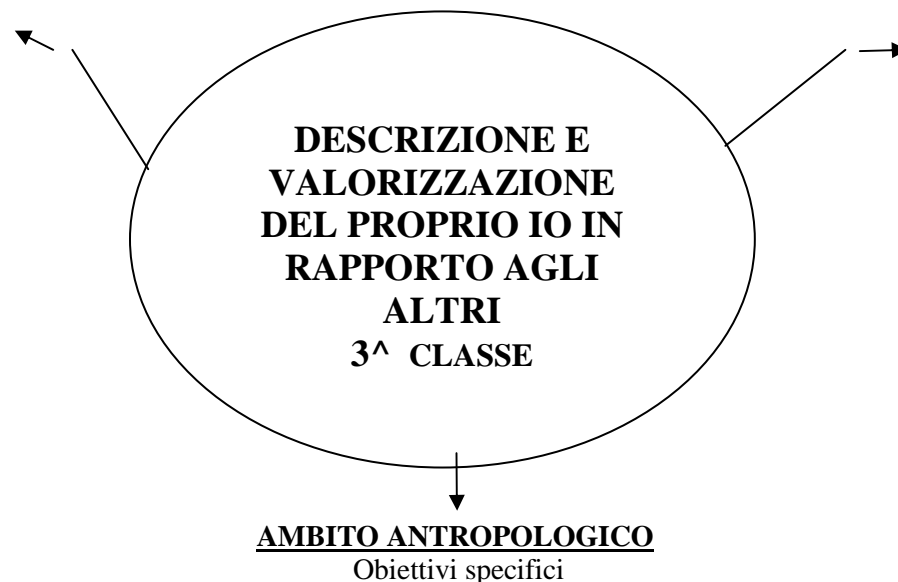 DESCRIZIONE E
VALORIZZAZIONE
DEL PROPRIO IO IN
RAPPORTO AGLI
ALTRI
3^ CLASSE
AMBITO ANTROPOLOGICO
Obiettivi specifici